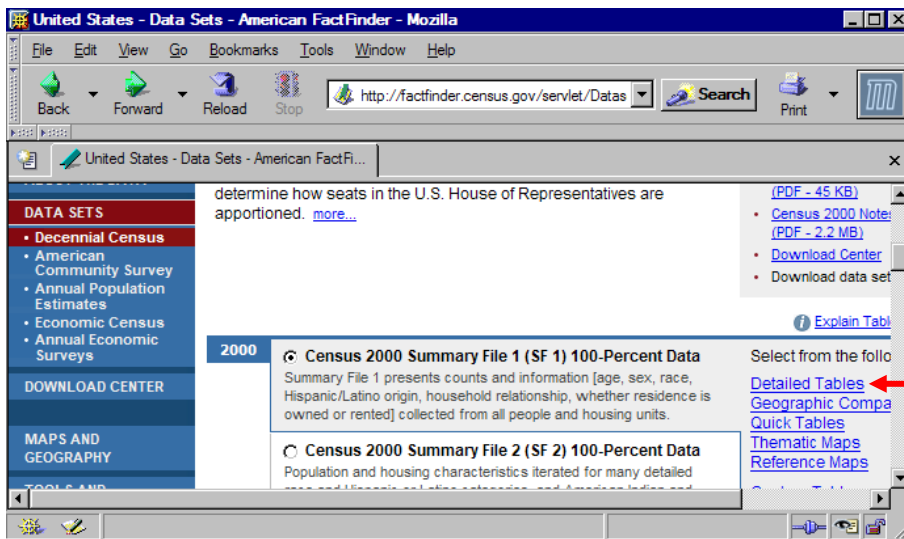 United States - Data Sets - American FactFinder - Mozilla
File Edit View Go Bookmarks Tools Window Help
Back Forward Reload Stop http://factfinder.census.gov/servlet/Datas Search Print
United States - Data Sets - American FactFi...
DATA SETS
• Decennial Census
• American
Community Survey
• Annual Population
Estimates
• Economic Census
• Annual Economic
Surveys
DOWNLOAD CENTER
MAPS AND
GEOGRAPHY
TOOLS AND
determine how seats in the U.S. House of Representatives are
apportioned. more...
(PDF - 45 KB)
• Census 2000 Notes
(PDF - 2.2 MB)
• Download Center
• Download data set
Explain Tabl
2000
Census 2000 Summary File 1 (SF 1) 100-Percent Data
Summary File 1 presents counts and information [age, sex, race,
Hispanic/Latino origin, household relationship, whether residence is
owned or rented] collected from all people and housing units.
Census 2000 Summary File 2 (SF 2) 100-Percent Data
Population and housing characteristics iterated for many detailed
Select from the follo
Detailed Tables
Geographic Compa
Quick Tables
Thematic Maps
Reference Maps